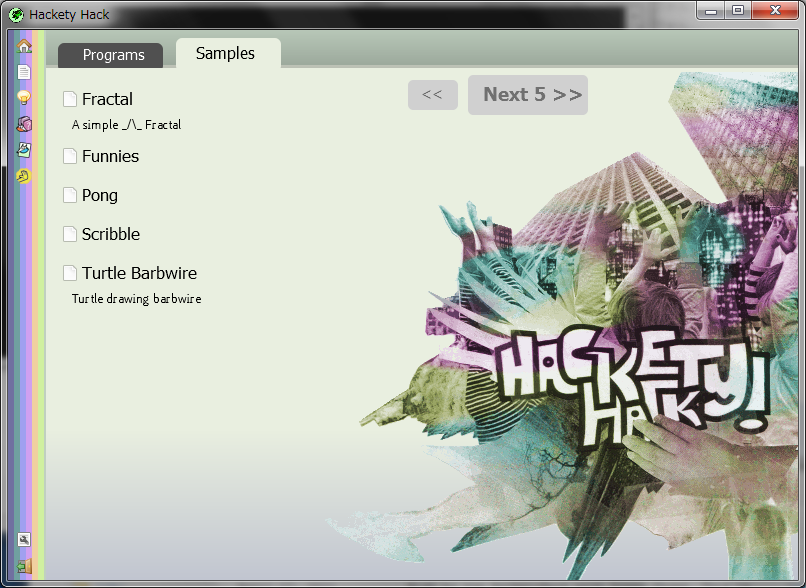 Hackety Hack
Programs
Samples
<<
Next 5 >>
Fractal
A simple _/\_ Fractal
Funnies
Pong
Scribble
Turtle Barbwire
Turtle drawing barbwire
HACKETY
HACK!